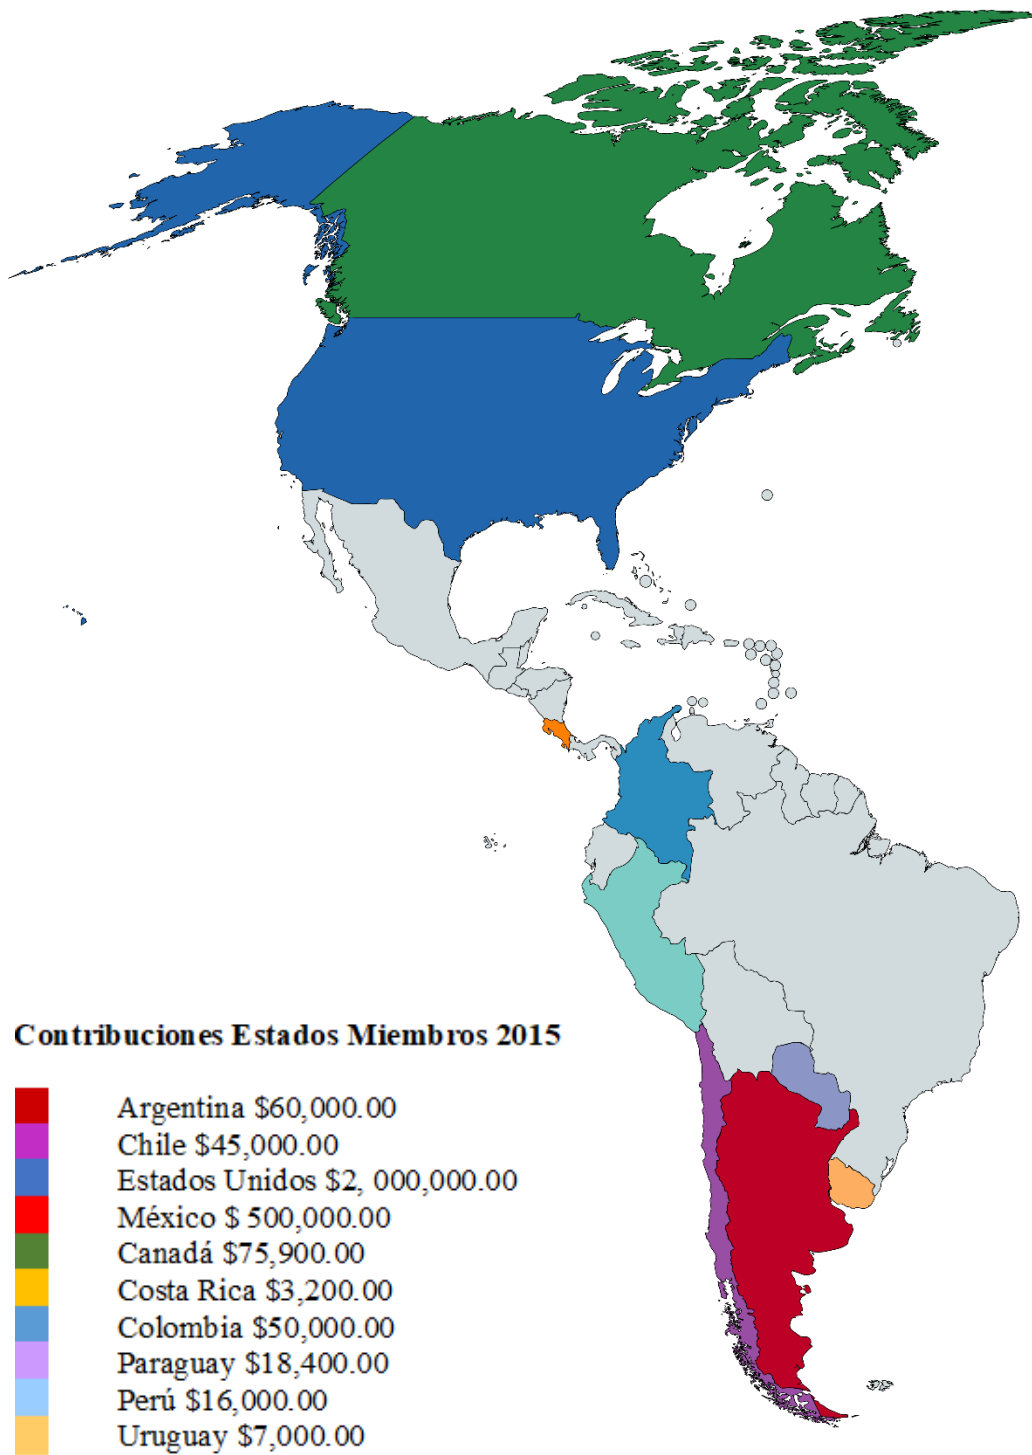 Contribuciones Estados Miembros 2015
Argentina $60,000.00
Chile $45,000.00
Estados Unidos $2, 000,000.00
México $ 500,000.00
Canadá $75,900.00
Costa Rica $3,200.00
Colombia $50,000.00
Paraguay $18,400.00
Perú $16,000.00
Uruguay $7,000.00